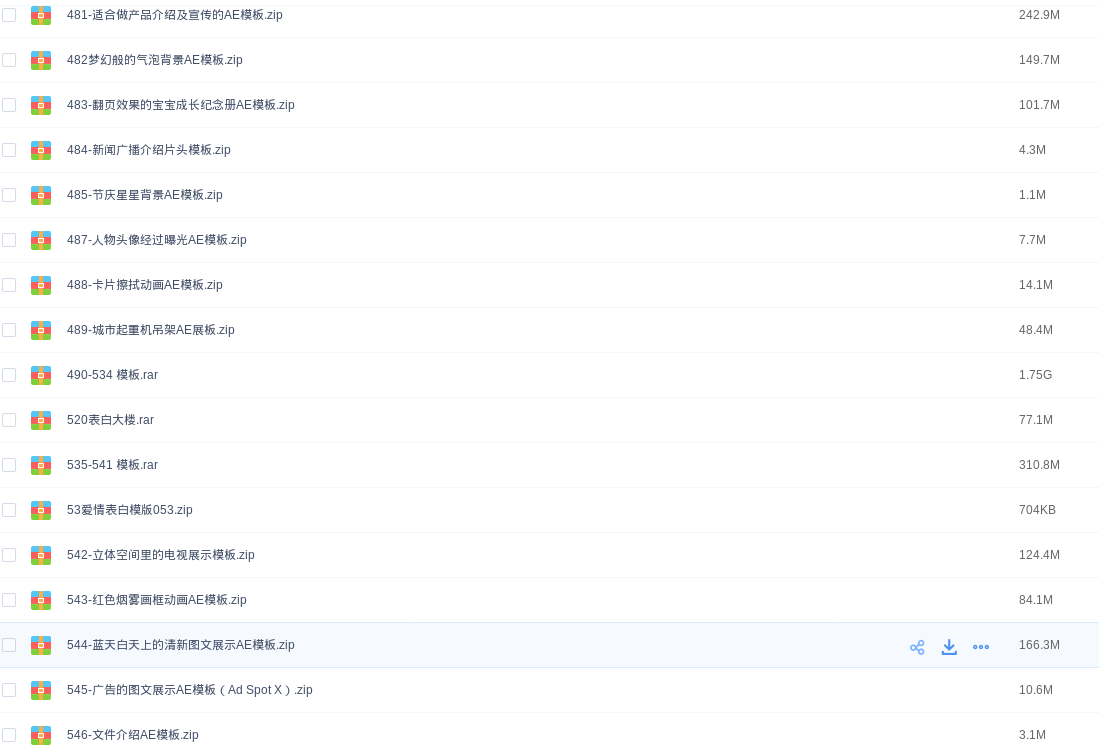 481-适合做产品介绍及宣传的AE模板.zip 242.9M
482梦幻般的气泡背景AE模板.zip 149.7M
483-翻页效果的宝宝成长纪念册AE模板.zip 101.7M
484-新闻广播介绍片头模板.zip 4.3M
485-节庆星星背景AE模板.zip 1.1M
487-人物头像经过曝光AE模板.zip 7.7M
488-卡片擦拭动画AE模板.zip 14.1M
489-城市起重机吊架AE展板.zip 48.4M
490-534 模板.rar 1.75G
520表白大楼.rar 77.1M
535-541 模板.rar 310.8M
53爱情表白模版053.zip 704KB
542-立体空间里的电视展示模板.zip 124.4M
543-红色烟雾画框动画AE模板.zip 84.1M
544-蓝天白天上的清新图文展示AE模板.zip 166.3M
545-广告的图文展示AE模板（Ad Spot X）.zip 10.6M
546-文件介绍AE模板.zip 3.1M